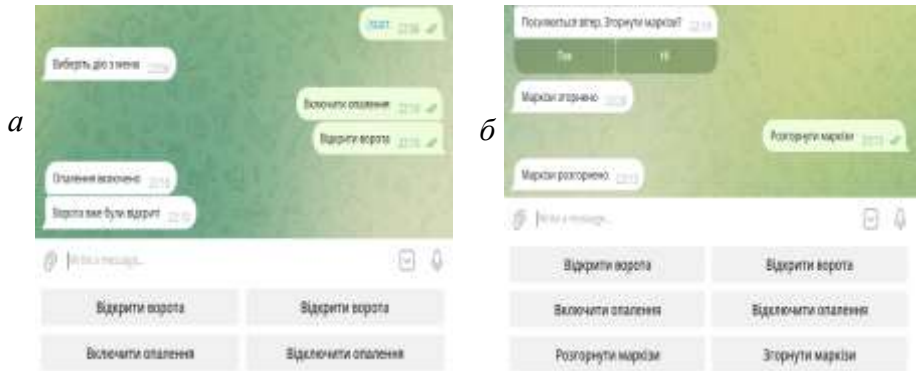 а
/start
Виберіть дію з меню
Включити опалення
Відкрити ворота
Опалення включено
Ворота вже були відкриті
Write a message...
Відкрити ворота Відкрити ворота
Включити опалення Відключити опалення
б
Посилюється вітер. Згорнути маркізи?
Так Ні
Маркізи згорнено
Розгорнути маркізи
Маркізи розгорнено
Write a message...
Відкрити ворота Відкрити ворота
Включити опалення Відключити опалення
Розгорнути маркізи Згорнути маркізи